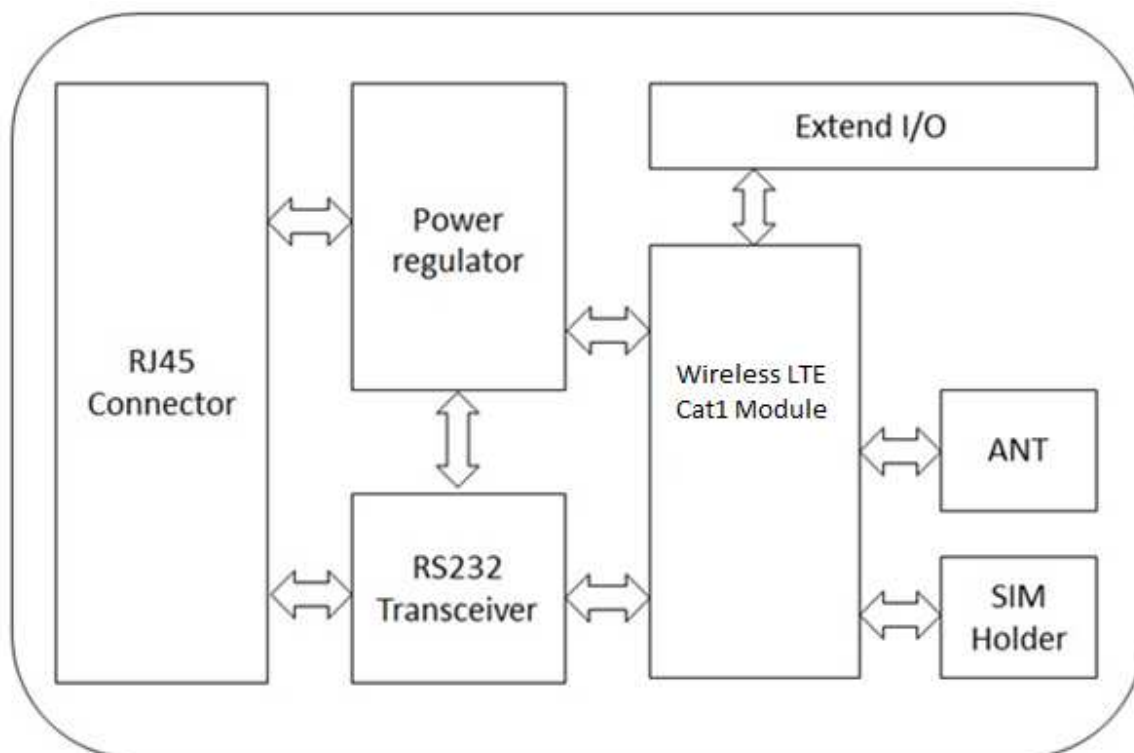 RJ45
Connector
Power
regulator
RS232
Transceiver
Extend I/O
Wireless LTE
Cat1 Module
ANT
SIM
Holder